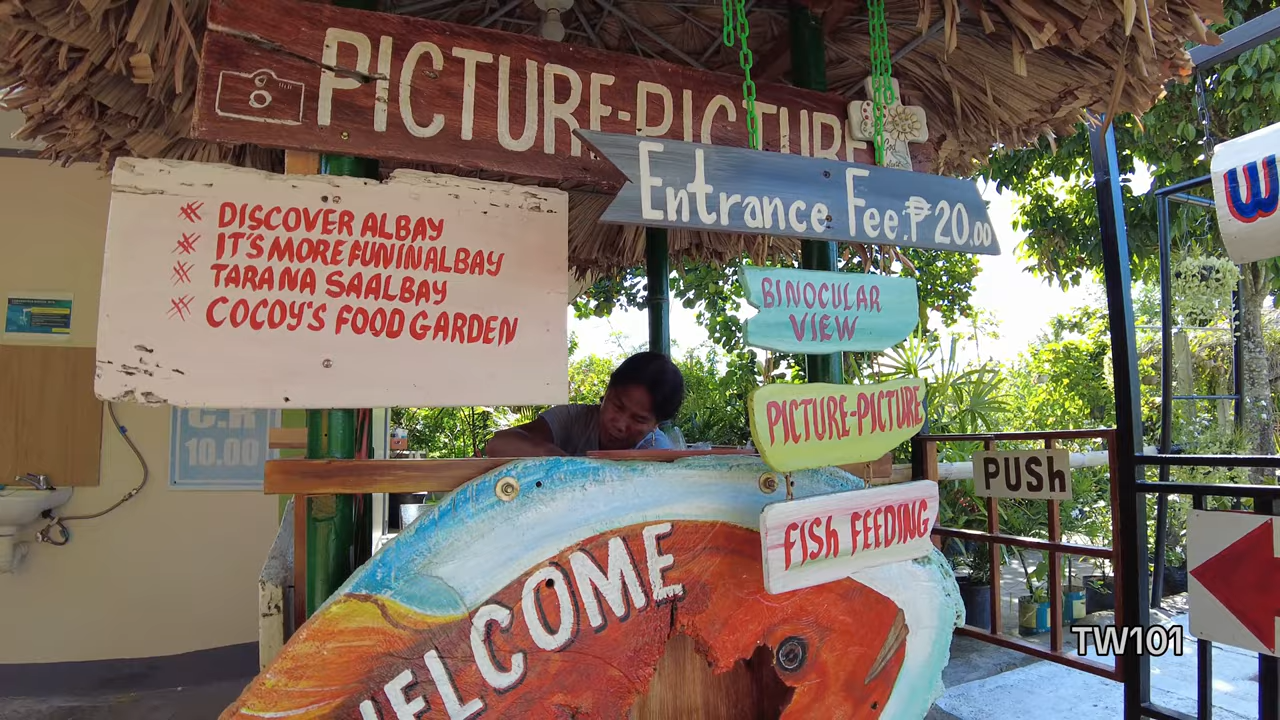 PICTURE-PICTURE
Entrance Fee.₱20.00
DISCOVER ALBAY
IT'S MORE FUN IN ALBAY
TARA NA SA ALBAY
COCOY'S FOOD GARDEN
BINOCULAR
VIEW
PICTURE-PICTURE
C.R
10.00
PUSh
FISh FEEDING
WELCOME
W
TW101